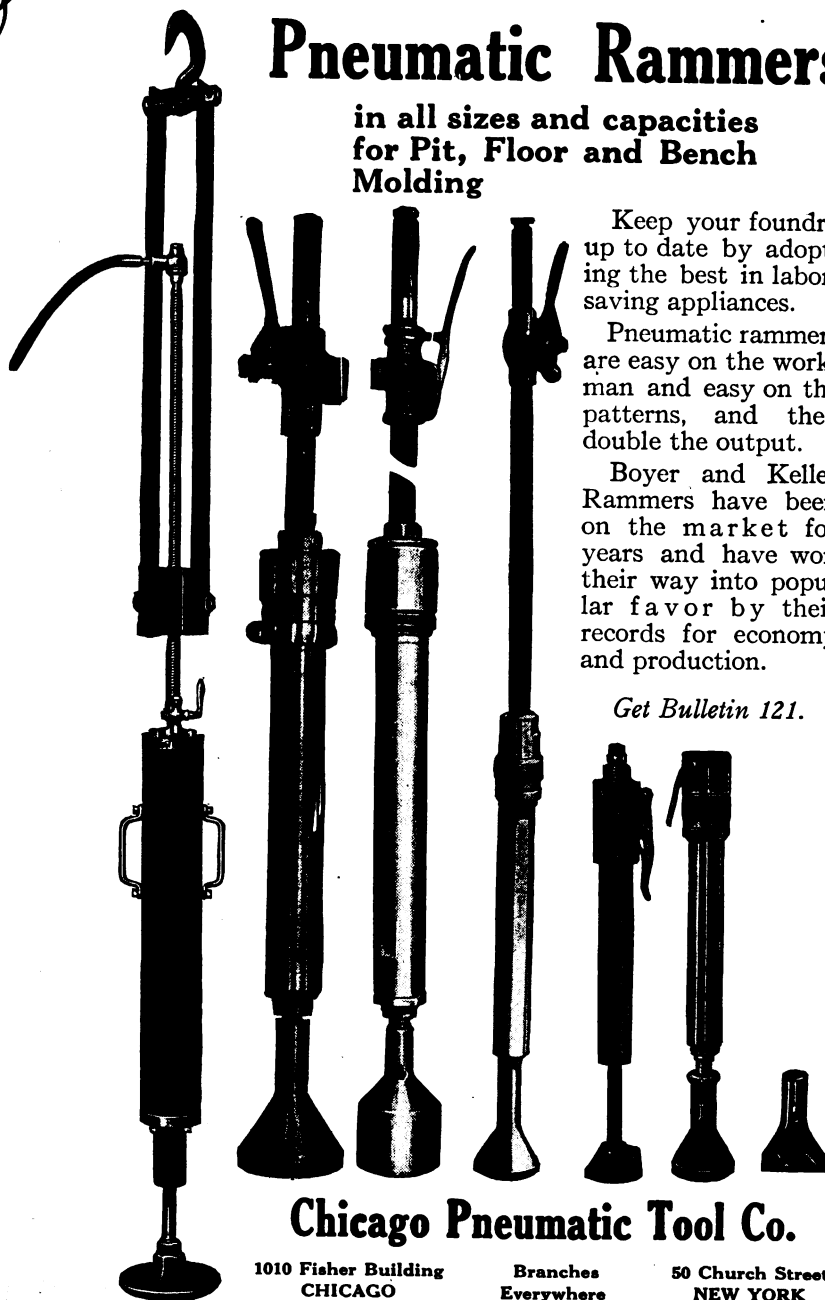 Pneumatic Rammers
in all sizes and capacities
for Pit, Floor and Bench
Molding
Keep your foundr
up to date by adopt
ing the best in labor
saving appliances.
Pneumatic rammer
are easy on the work
man and easy on th
patterns, and the
double the output.
Boyer and Kelle
Rammers have bee
on the market fo
years and have wo
their way into popu
lar favor by thei
records for econom
and production.
Get Bulletin 121.
Chicago Pneumatic Tool Co.
1010 Fisher Building Branches 50 Church Street
CHICAGO Everywhere NEW YORK